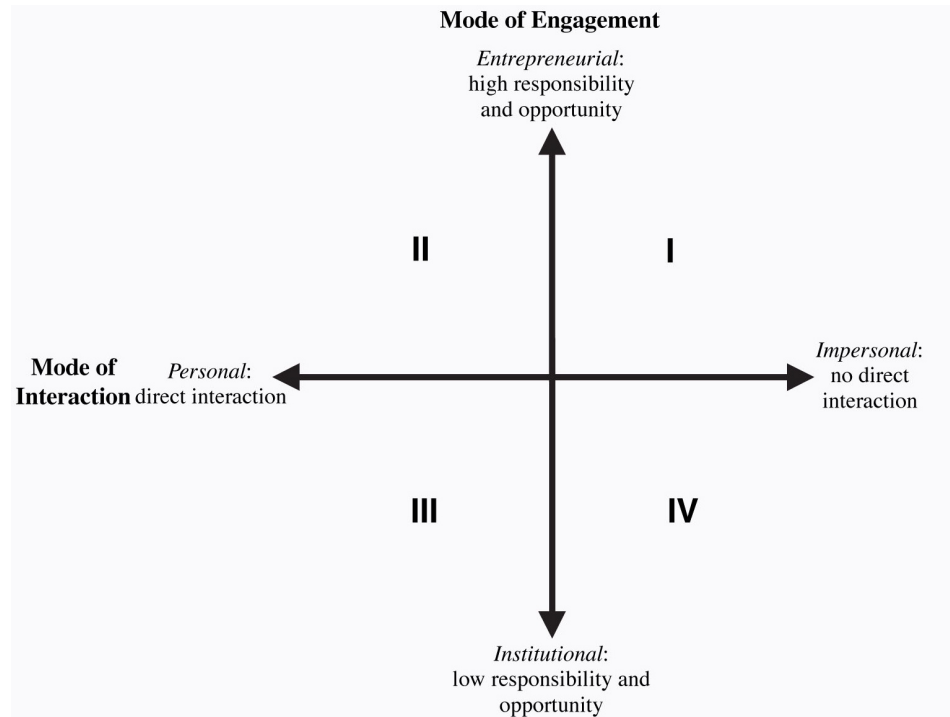 Mode of Engagement
Entrepreneurial:
high responsibility
and opportunity
II
I
Mode of
Interaction
Personal:
direct interaction
Impersonal:
no direct
interaction
III
IV
Institutional:
low responsibility and
opportunity